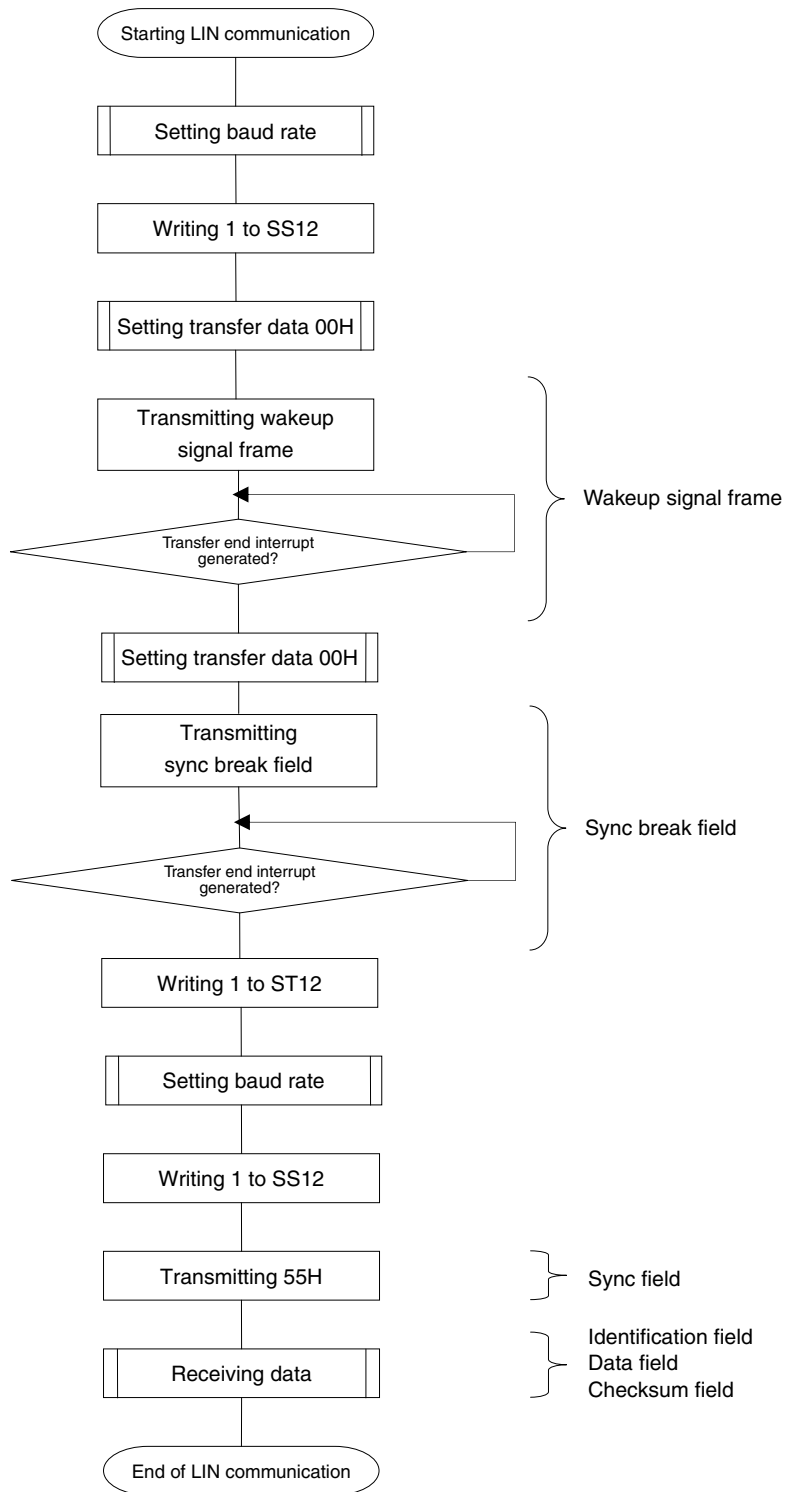 Starting LIN communication
Setting baud rate
Writing 1 to SS12
Setting transfer data 00H
Transmitting wakeup
signal frame
Wakeup signal frame
Transfer end interrupt
generated?
Setting transfer data 00H
Transmitting
sync break field
Sync break field
Transfer end interrupt
generated?
Writing 1 to ST12
Setting baud rate
Writing 1 to SS12
Transmitting 55H
Sync field
Receiving data
Identification field
Data field
Checksum field
End of LIN communication